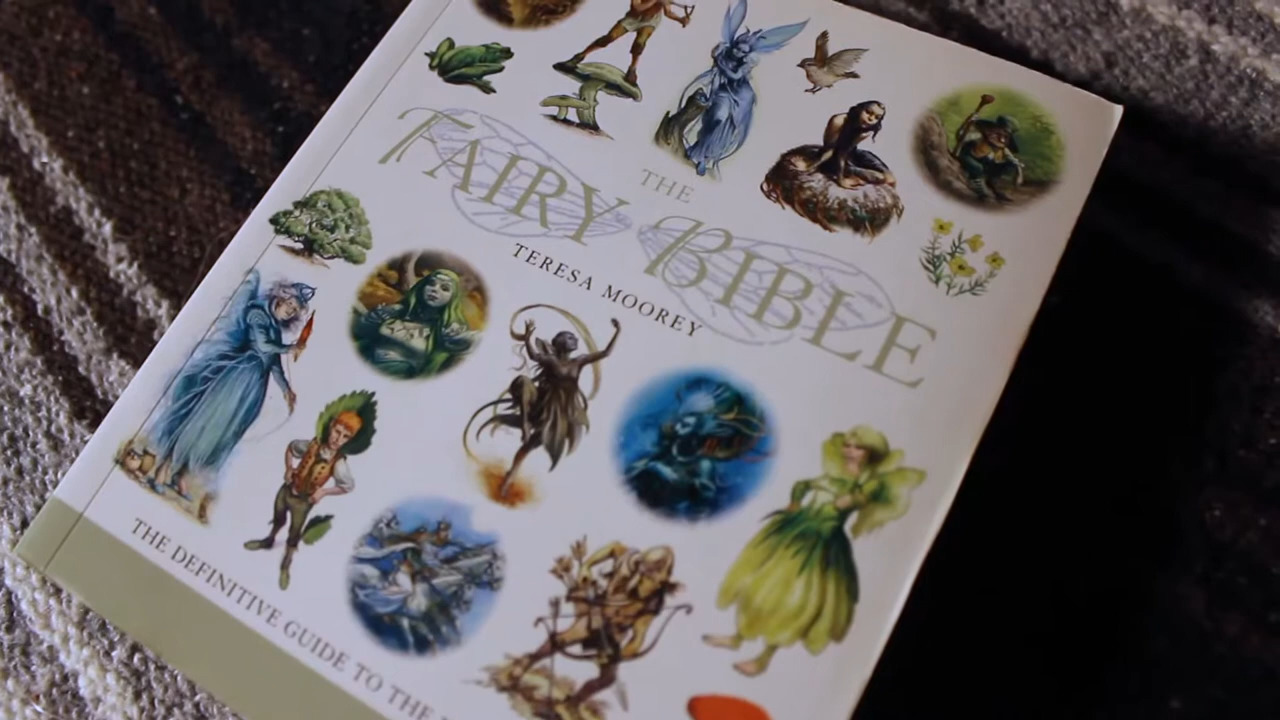 THE
FAIRY BIBLE
TERESA MOOREY
THE DEFINITIVE GUIDE TO THE